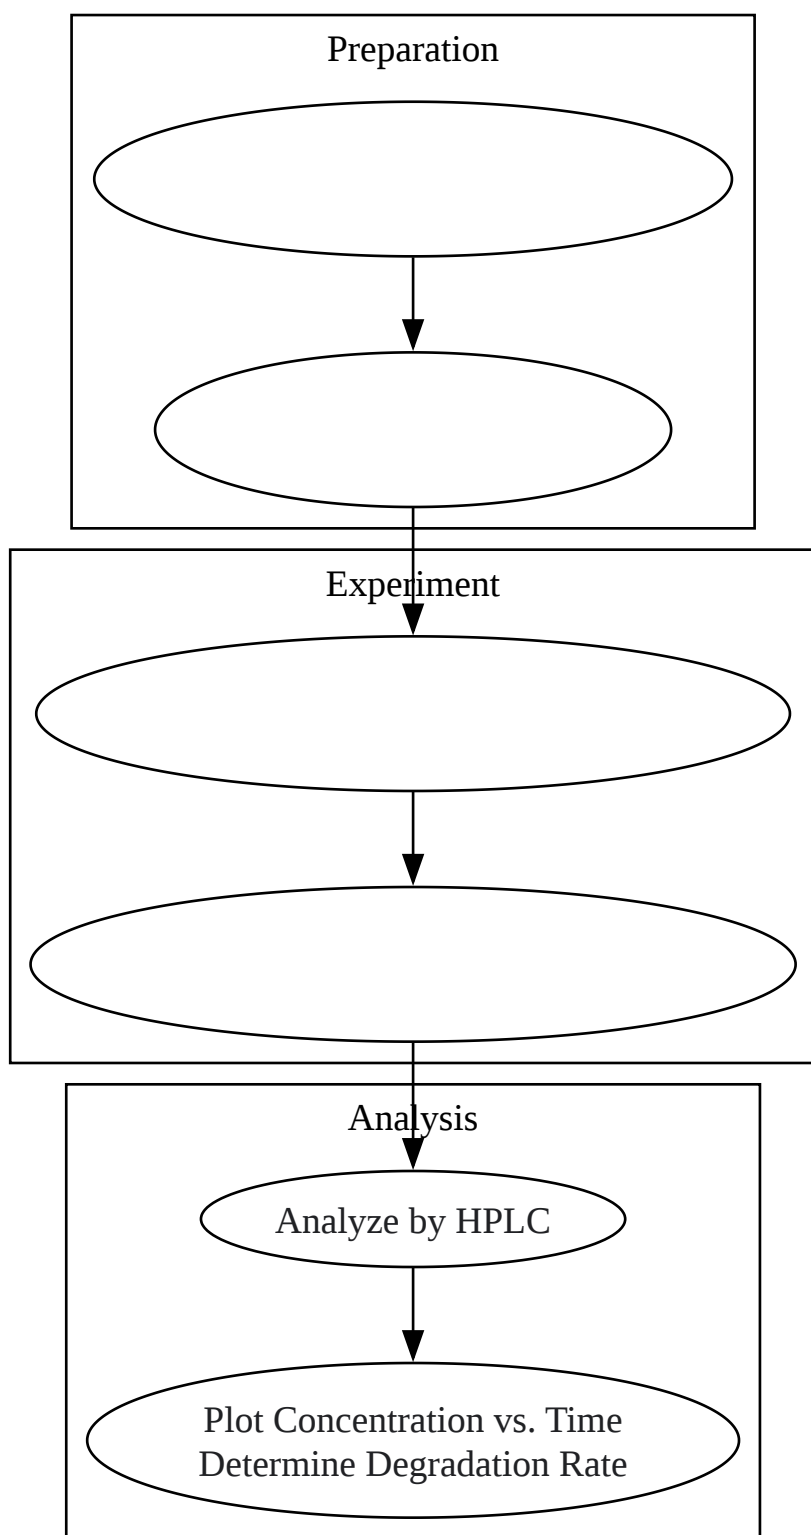 Preparation
Experiment
Analysis
Analyze by HPLC
Plot Concentration vs. Time
Determine Degradation Rate